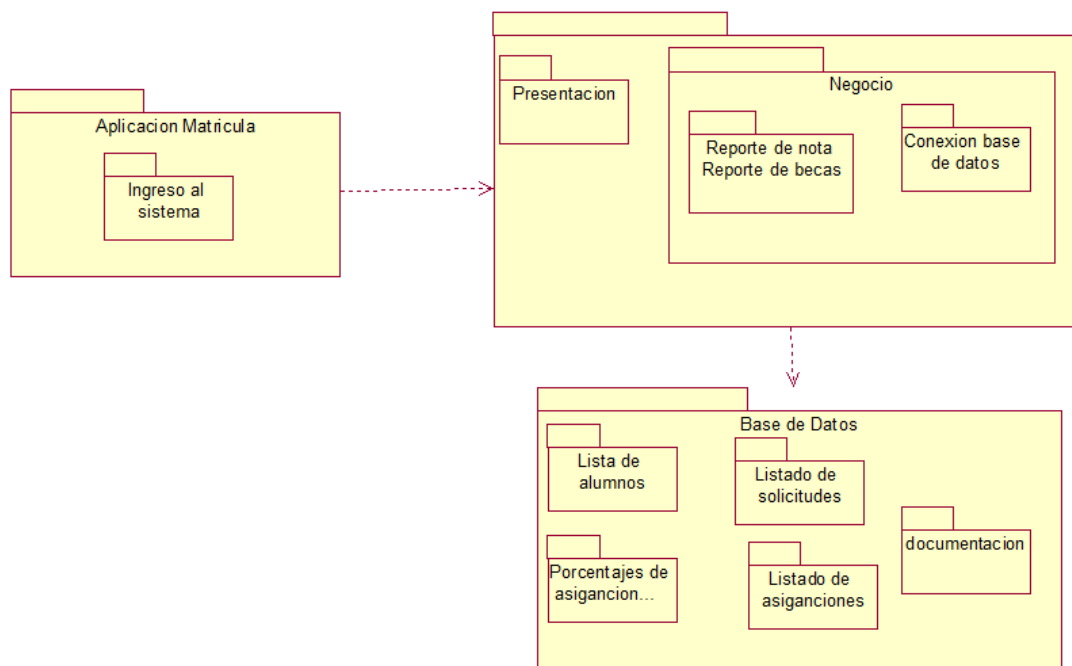 Aplicacion Matricula
Ingreso al
sistema
Presentacion
Negocio
Reporte de nota
Reporte de becas
Conexion base
de datos
Base de Datos
Lista de
alumnos
Listado de
solicitudes
documentacion
Porcentajes de
asigancion...
Listado de
asiganciones